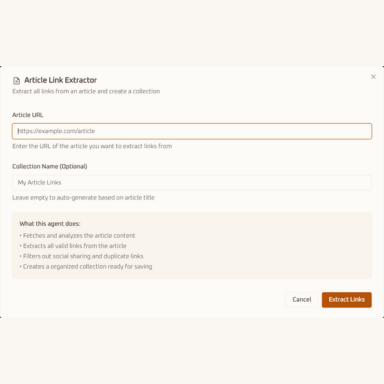 Article Link Extractor
Extract all links from an article and create a collection
Article URL
https://example.com/article
Enter the URL of the article you want to extract links from
Collection Name (Optional)
My Article Links
Leave empty to auto-generate based on article title
What this agent does:
• Fetches and analyzes the article content
• Extracts all valid links from the article
• Filters out social sharing and duplicate links
• Creates a organized collection ready for saving
Cancel
Extract Links